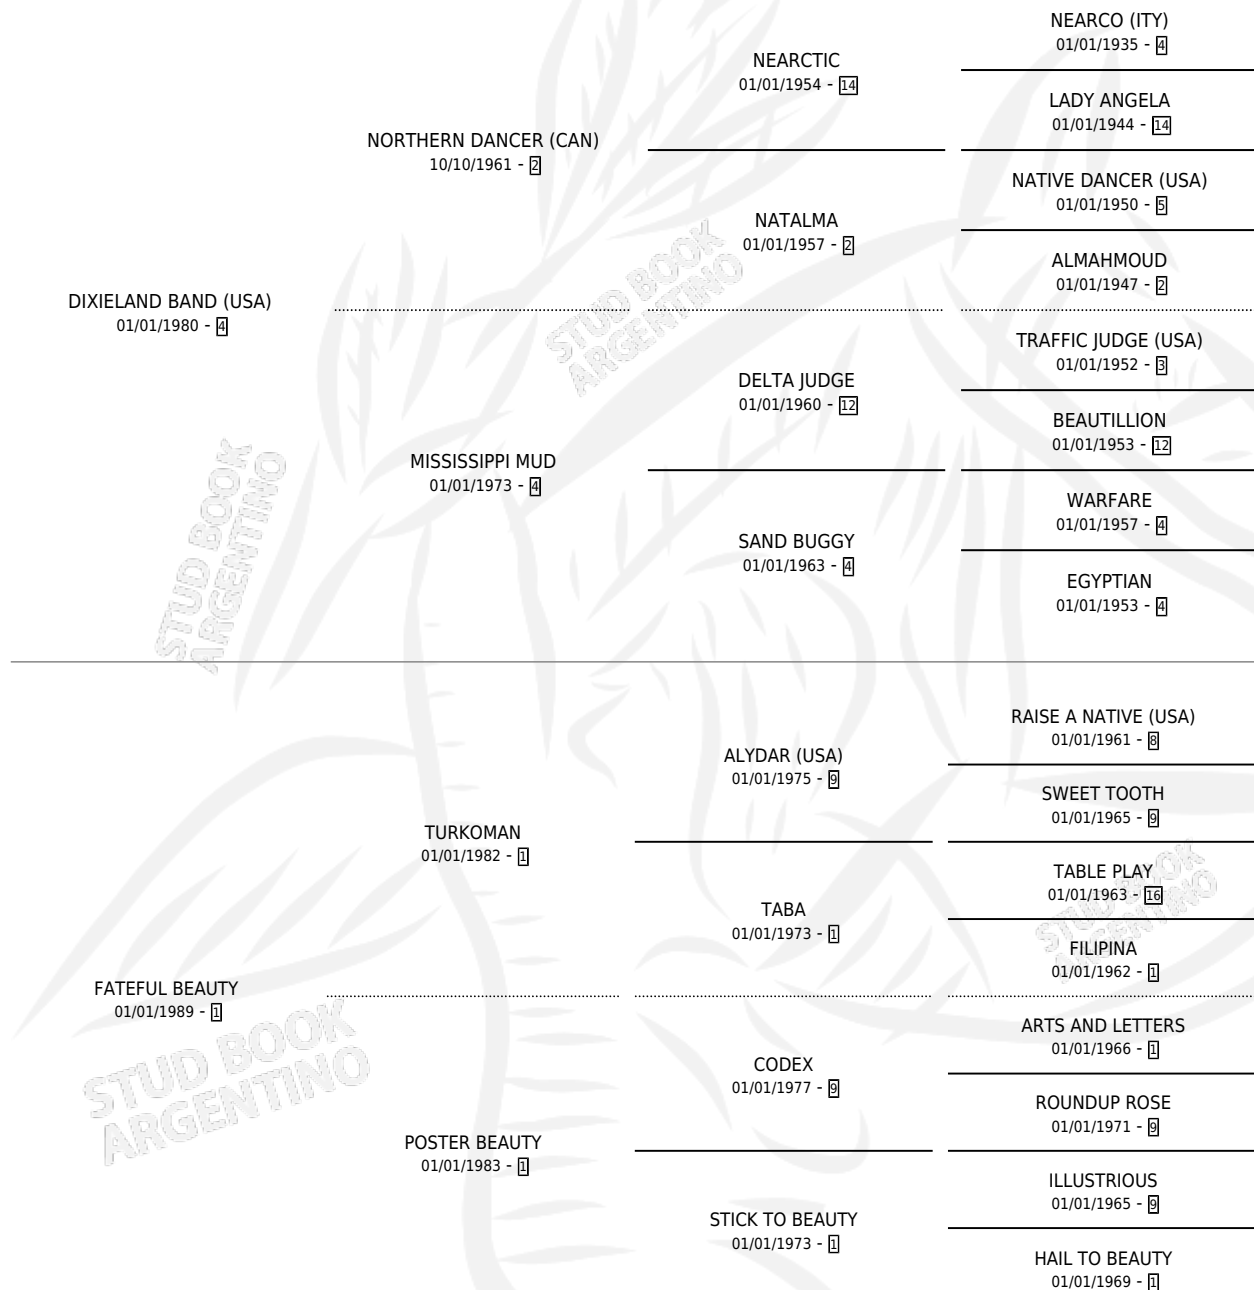 NEARCO (ITY)
01/01/1935 - 4
NEARCTIC
01/01/1954 - 14
LADY ANGELA
01/01/1944 - 14
NORTHERN DANCER (CAN)
10/10/1961 - 2
NATIVE DANCER (USA)
01/01/1950 - 5
NATALMA
01/01/1957 - 2
ALMAHMOUD
01/01/1947 - 2
DIXIELAND BAND (USA)
01/01/1980 - 4
TRAFFIC JUDGE (USA)
01/01/1952 - 3
DELTA JUDGE
01/01/1960 - 12
BEAUTILLION
01/01/1953 - 12
MISSISSIPPI MUD
01/01/1973 - 4
WARFARE
01/01/1957 - 4
SAND BUGGY
01/01/1963 - 4
EGYPTIAN
01/01/1953 - 4
RAISE A NATIVE (USA)
01/01/1961 - 8
ALYDAR (USA)
01/01/1975 - 9
SWEET TOOTH
01/01/1965 - 9
TURKOMAN
01/01/1982 - 1
TABLE PLAY
01/01/1963 - 16
TABA
01/01/1973 - 1
FILIPINA
01/01/1962 - 1
FATEFUL BEAUTY
01/01/1989 - 1
ARTS AND LETTERS
01/01/1966 - 1
CODEX
01/01/1977 - 9
ROUNDUP ROSE
01/01/1971 - 9
POSTER BEAUTY
01/01/1983 - 1
ILLUSTRIOUS
01/01/1965 - 9
STICK TO BEAUTY
01/01/1973 - 1
HAIL TO BEAUTY
01/01/1969 - 1
STUD BOOK
ARGENTINO
STUD BOOK
ARGENTINO
STUD BOOK
ARGENTINO
STUD BOOK
ARGENTINO